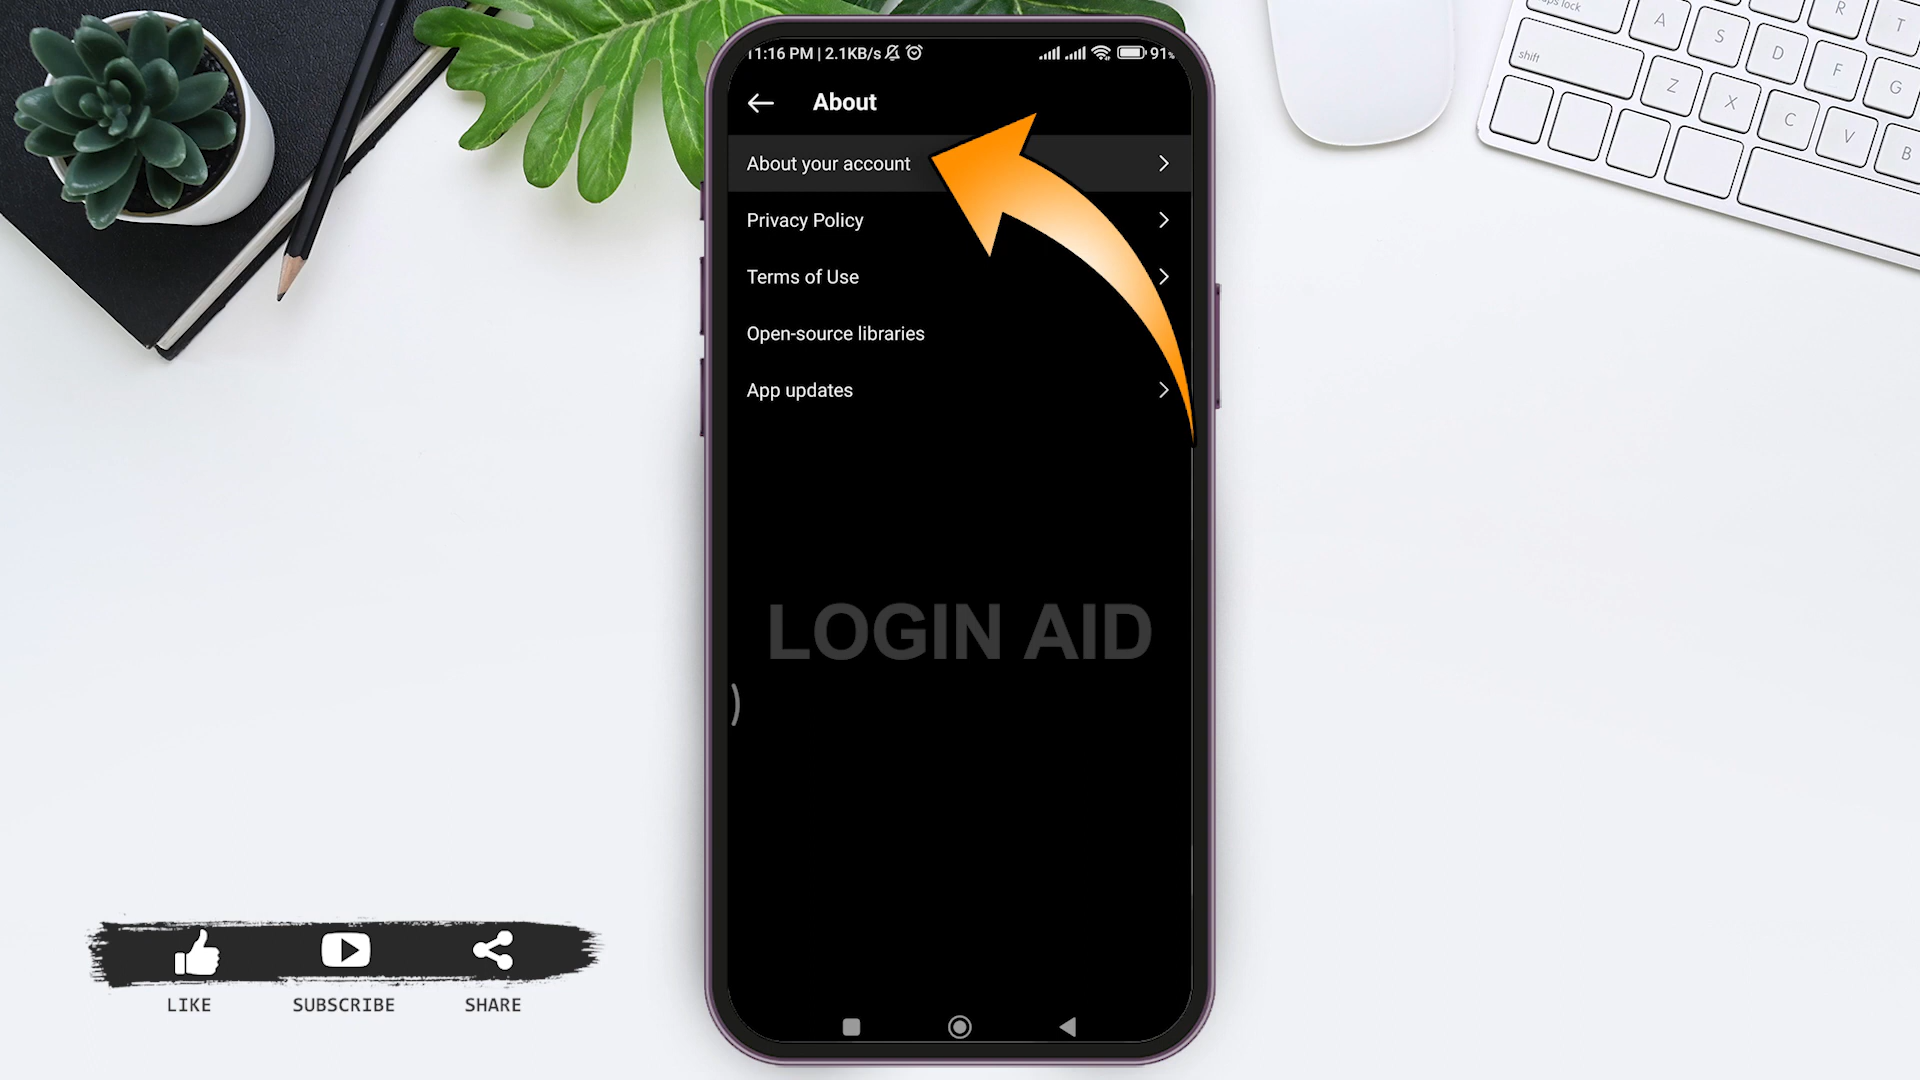 11:16 PM | 2.1KB/s
91%
About
About your account
Privacy Policy
Terms of Use
Open-source libraries
App updates
LOGIN AID
LIKE
SUBSCRIBE
SHARE
shift
A
S
D
F
G
R
T
Z
X
C
V
B